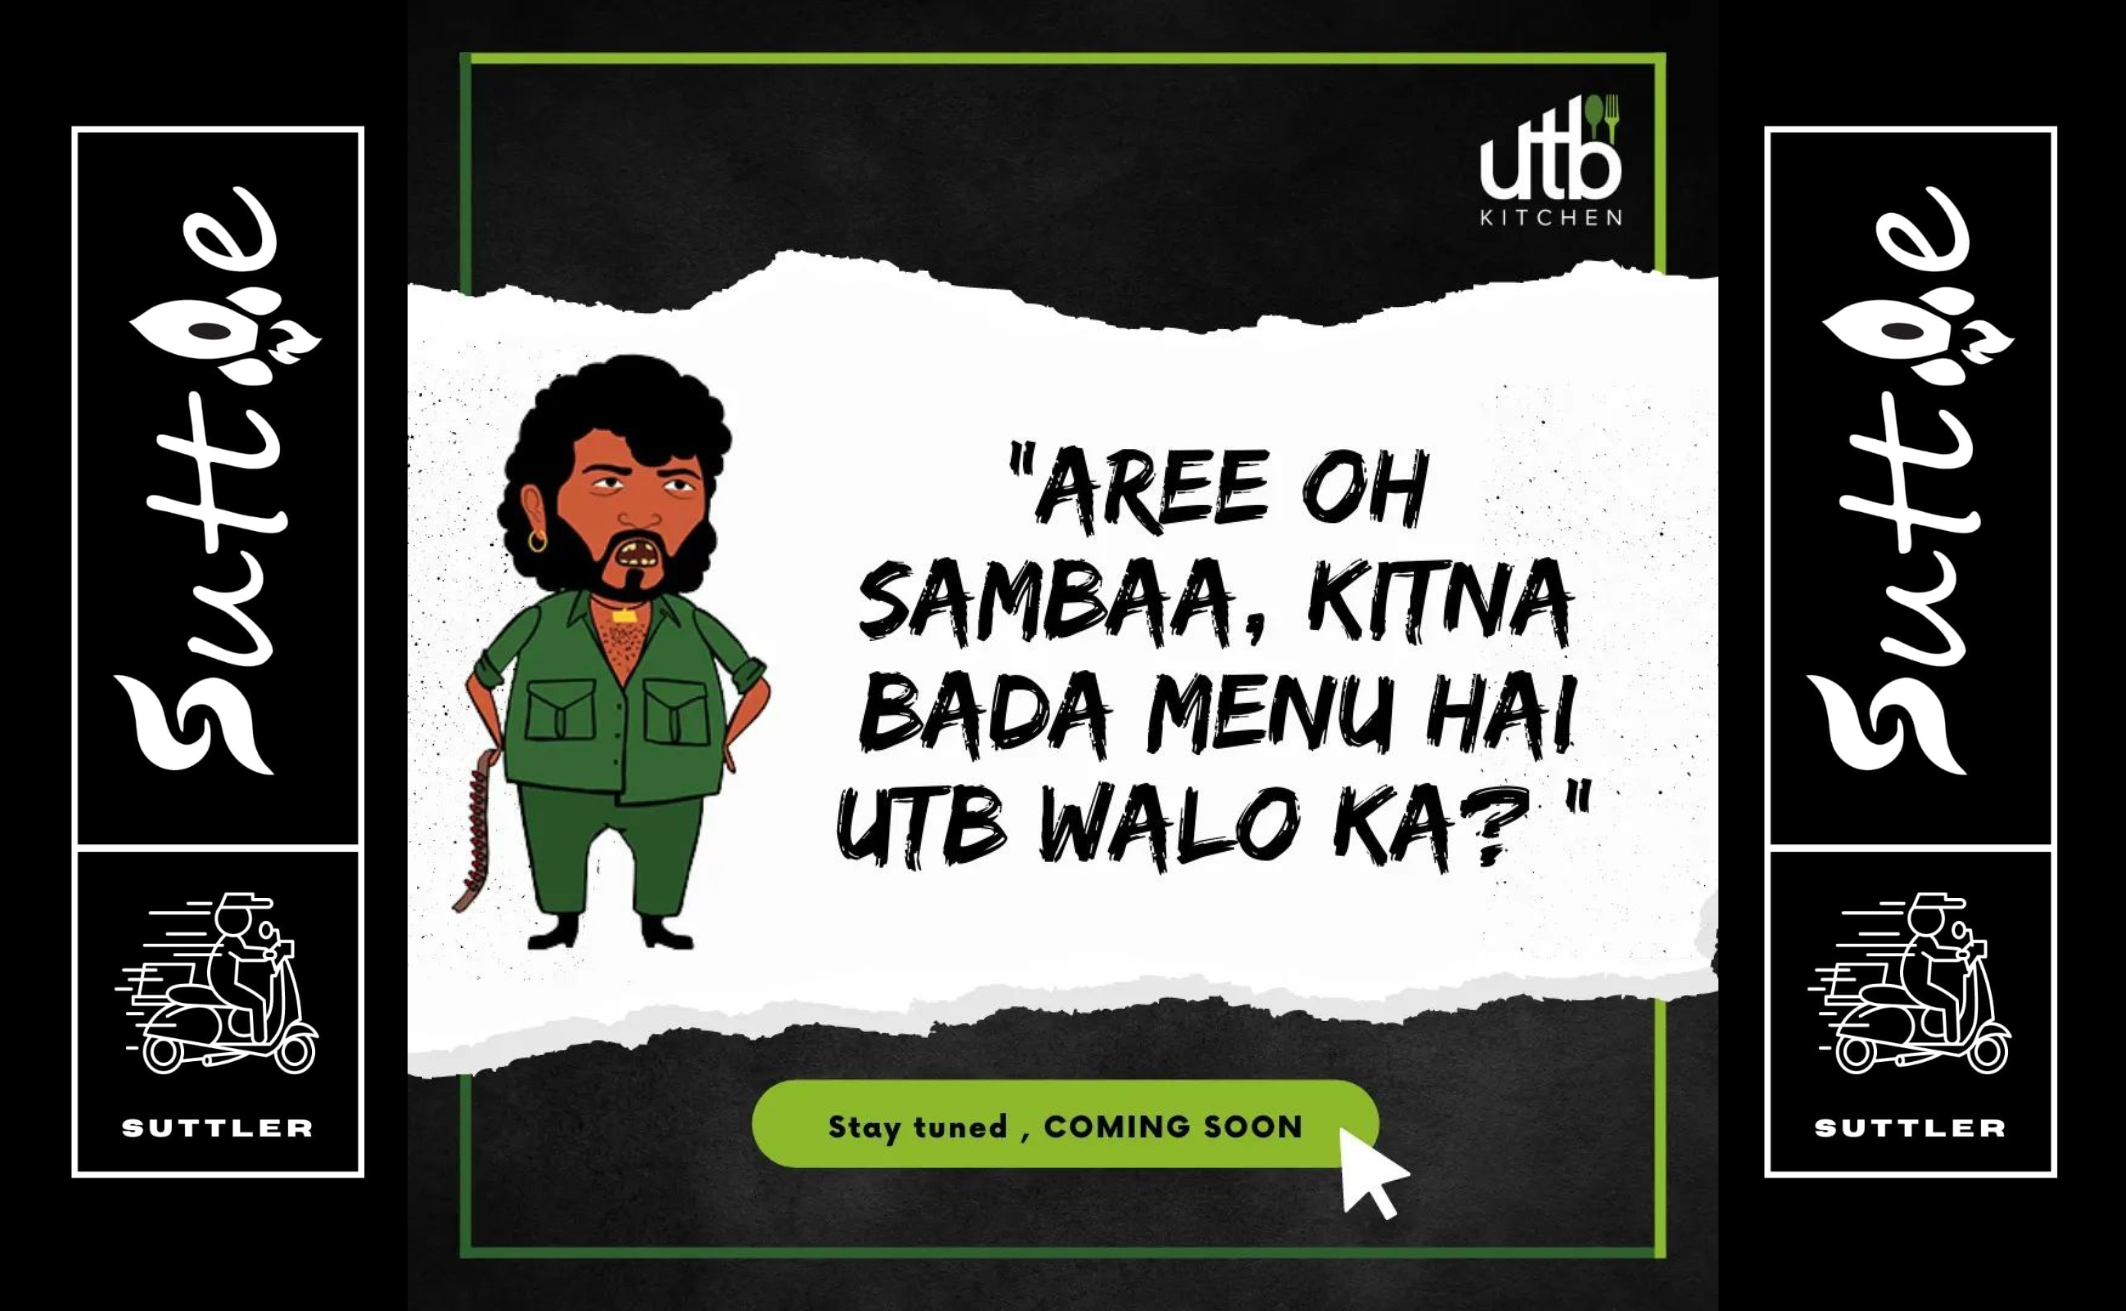 Suttle
SUTTLER
utb
KITCHEN
"AREE OH
SAMBAA, KITNA
BADA MENU HAI
UTB WALO KA? "
Stay tuned , COMING SOON
Suttle
SUTTLER